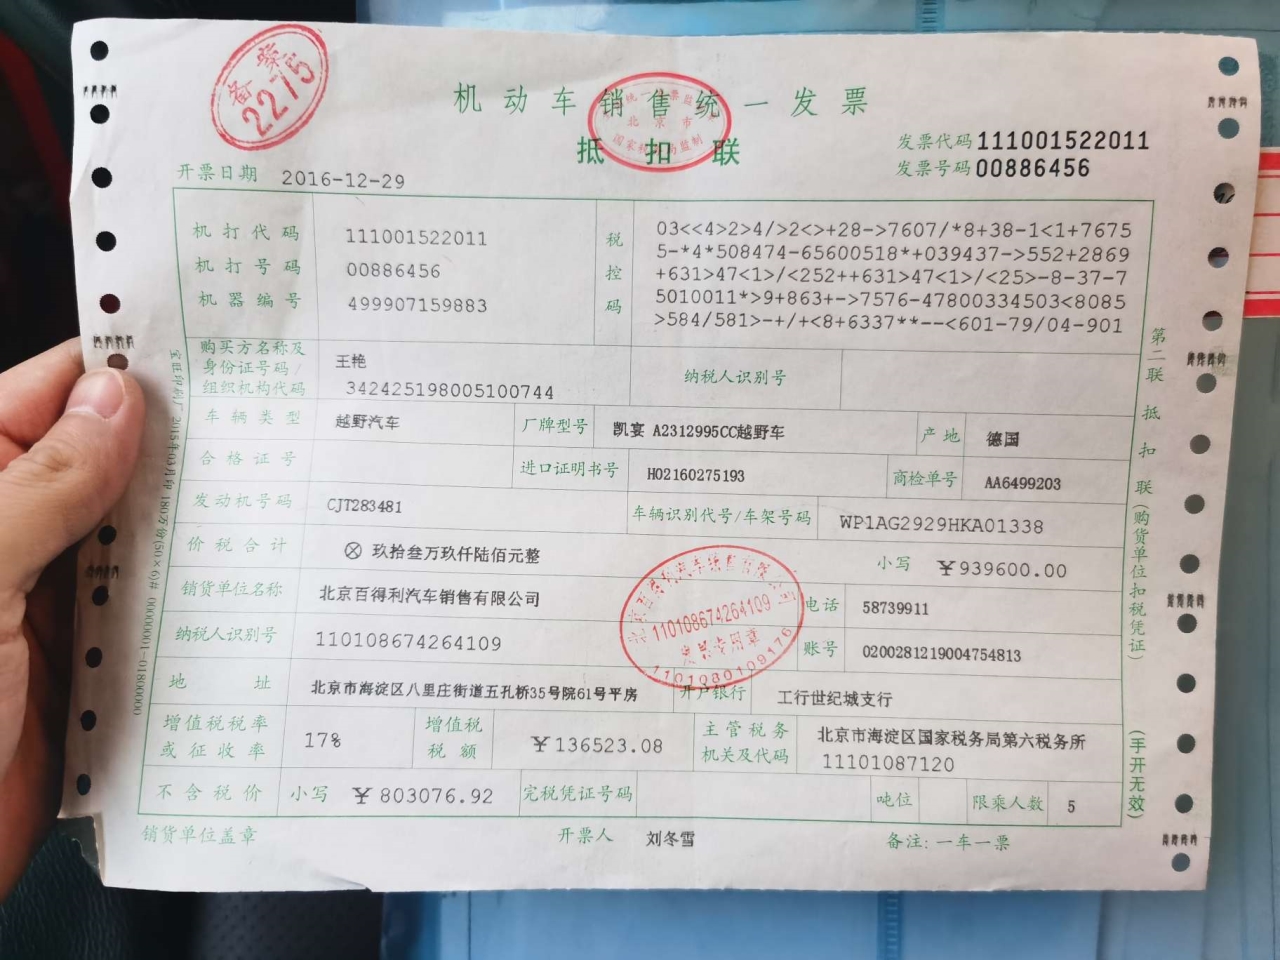 备案
2275
机动车销售统一发票
抵扣联
北京市
发票代码 111001522011
发票号码 00886456
开票日期 2016-12-29
机打代码 111001522011
机打号码 00886456
机器编号 499907159883
税控码
03<<4>2>4/>2<>+28->7607/*8+38-1<1+7675
5-*4*508474-65600518*+039437->552+2869
+631>47<1>/<252++631>47<1>/<25>-8-37-7
5010011*>9+863+->7576-47800334503<8085
>584/581>-+/+<8+6337**--<601-79/04-901
购买方名称及身份证号码/组织机构代码 王艳
342425198005100744
纳税人识别号
车辆类型 越野汽车 厂牌型号 凯宴 A2312995CC越野车 产地 德国
合格证号 进口证明书号 H02160275193 商检单号 AA6499203
发动机号码 CJT283481 车辆识别代号/车架号码 WP1AG2929HKA01338
价税合计 ⊗ 玖拾叁万玖仟陆佰元整 小写 ¥939600.00
销货单位名称 北京百得利汽车销售有限公司 电话 58739911
纳税人识别号 110108674264109 账号 0200281219004754813
地址 北京市海淀区八里庄街道五孔桥35号院61号平房 开户银行 工行世纪城支行
增值税税率或征收率 17% 增值税税额 ¥136523.08 主管税务机关及代码 北京市海淀区国家税务局第六税务所
11101087120
不含税价 小写 ¥803076.92 完税凭证号码 吨位 限乘人数 5
销货单位盖章 开票人 刘冬雪 备注:一车一票
110108674264109
发票专用章
第二联 抵扣联(购货单位扣税凭证)
(手开无效)